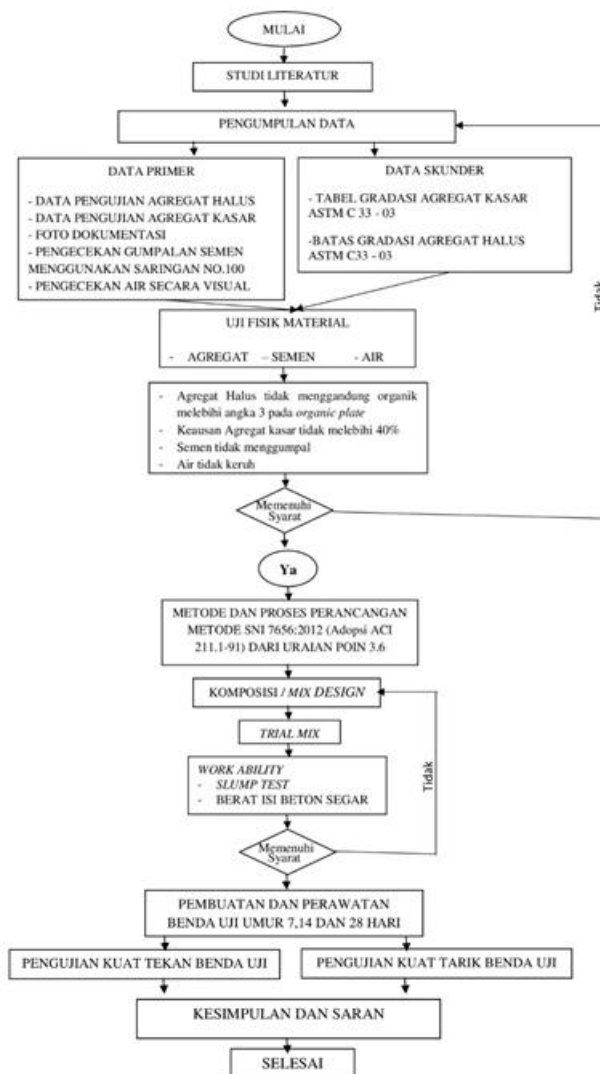 MULAI
STUDI LITERATUR
PENGUMPULAN DATA
DATA PRIMER
- DATA PENGUJIAN AGREGAT HALUS
- DATA PENGUJIAN AGREGAT KASAR
- FOTO DOKUMENTASI
- PENGECEKAN GUMPALAN SEMEN
MENGGUNAKAN SARINGAN NO.100
- PENGECEKAN AIR SECARA VISUAL
DATA SKUNDER
- TABEL GRADASI AGREGAT KASAR
ASTM C 33 - 03
-BATAS GRADASI AGREGAT HALUS
ASTM C33 - 03
Tidak
UJI FISIK MATERIAL
- AGREGAT – SEMEN - AIR
- Agregat Halus tidak menggandung organik
melebihi angka 3 pada organic plate
- Keausan Agregat kasar tidak melebihi 40%
- Semen tidak menggumpal
- Air tidak keruh
Memenuhi
Syarat
Ya
METODE DAN PROSES PERANCANGAN
METODE SNI 7656:2012 (Adopsi ACI
211.1-91) DARI URAIAN POIN 3.6
KOMPOSISI / MIX DESIGN
TRIAL MIX
WORK ABILITY
- SLUMP TEST
- BERAT ISI BETON SEGAR
Tidak
Memenuhi
Syarat
PEMBUATAN DAN PERAWATAN
BENDA UJI UMUR 7,14 DAN 28 HARI
PENGUJIAN KUAT TEKAN BENDA UJI
PENGUJIAN KUAT TARIK BENDA UJI
KESIMPULAN DAN SARAN
SELESAI